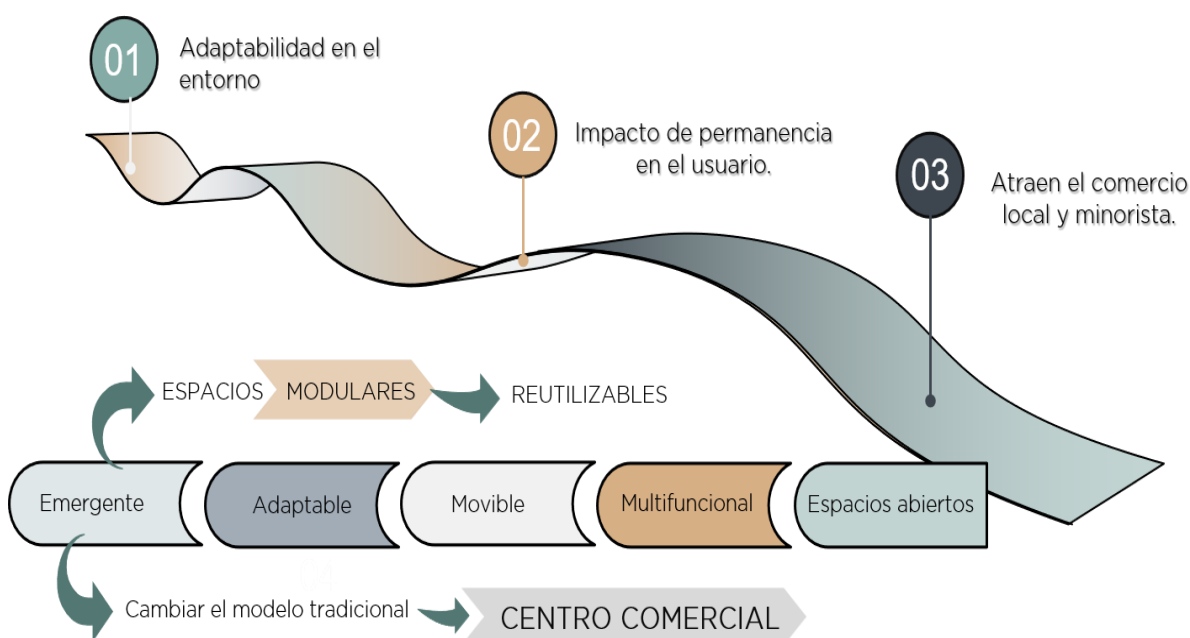 01
Adaptabilidad en el
entorno
02
Impacto de permanencia
en el usuario.
03
Atraen el comercio
local y minorista.
ESPACIOS MODULARES REUTILIZABLES
Emergente Adaptable Movible Multifuncional Espacios abiertos
Cambiar el modelo tradicional CENTRO COMERCIAL